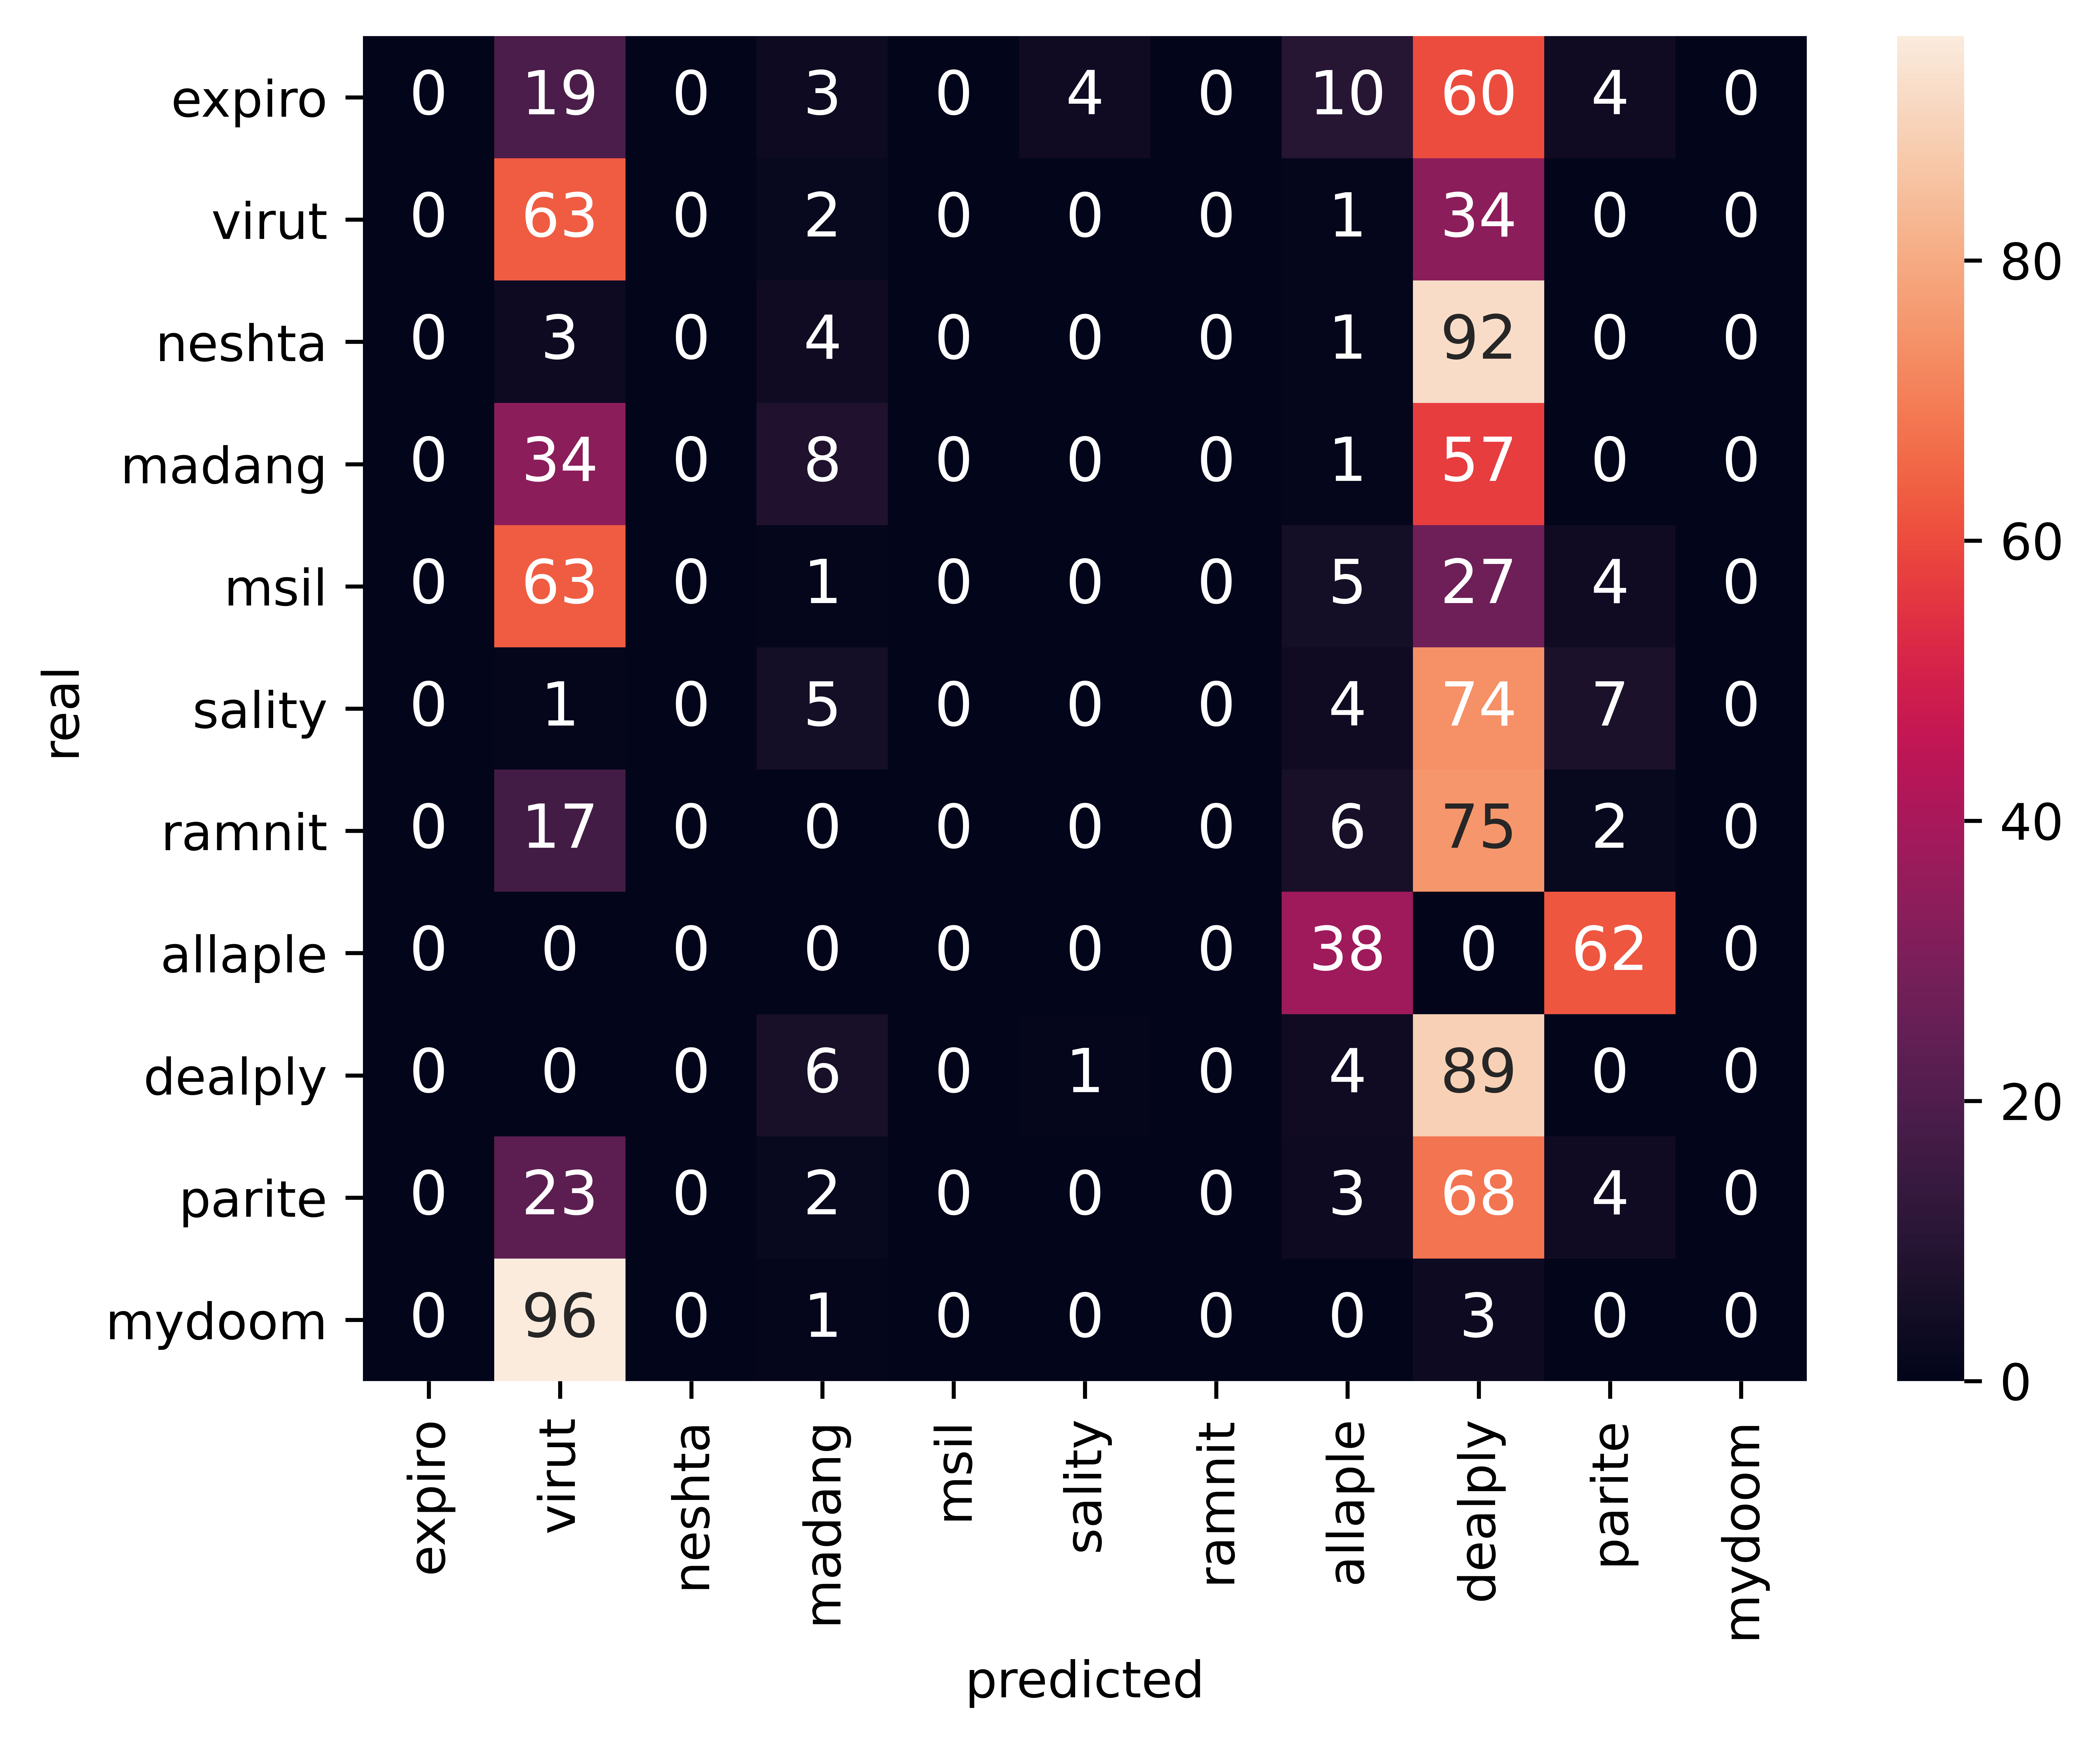 expiro 0 19 0 3 0 4 0 10 60 4 0
virut 0 63 0 2 0 0 0 1 34 0 0
neshta 0 3 0 4 0 0 0 1 92 0 0
madang 0 34 0 8 0 0 0 1 57 0 0
msil 0 63 0 1 0 0 0 5 27 4 0
sality 0 1 0 5 0 0 0 4 74 7 0
ramnit 0 17 0 0 0 0 0 6 75 2 0
allaple 0 0 0 0 0 0 0 38 0 62 0
dealply 0 0 0 6 0 1 0 4 89 0 0
parite 0 23 0 2 0 0 0 3 68 4 0
mydoom 0 96 0 1 0 0 0 0 3 0 0
real
expiro virut neshta madang msil sality ramnit allaple dealply parite mydoom
predicted
80
60
40
20
0